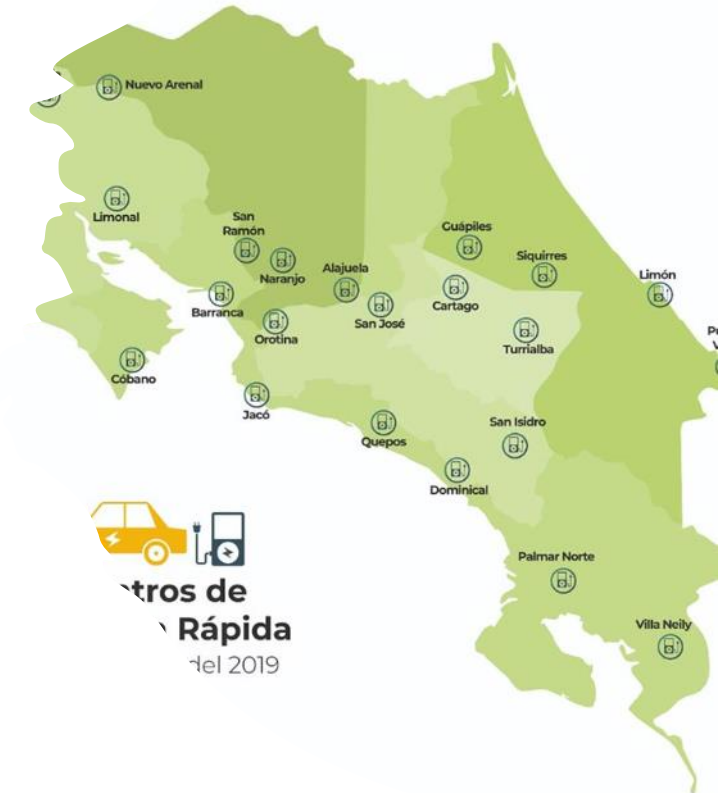 Nuevo Arenal
Limonal
San
Ramón
Naranjo
Alajuela
Guápiles
Siquirres
Limón
Barranca
Orotina
San José
Cartago
Turrialba
Cóbano
Jacó
Quepos
San Isidro
Dominical
Palmar Norte
Villa Neily
de
Rápida
del 2019